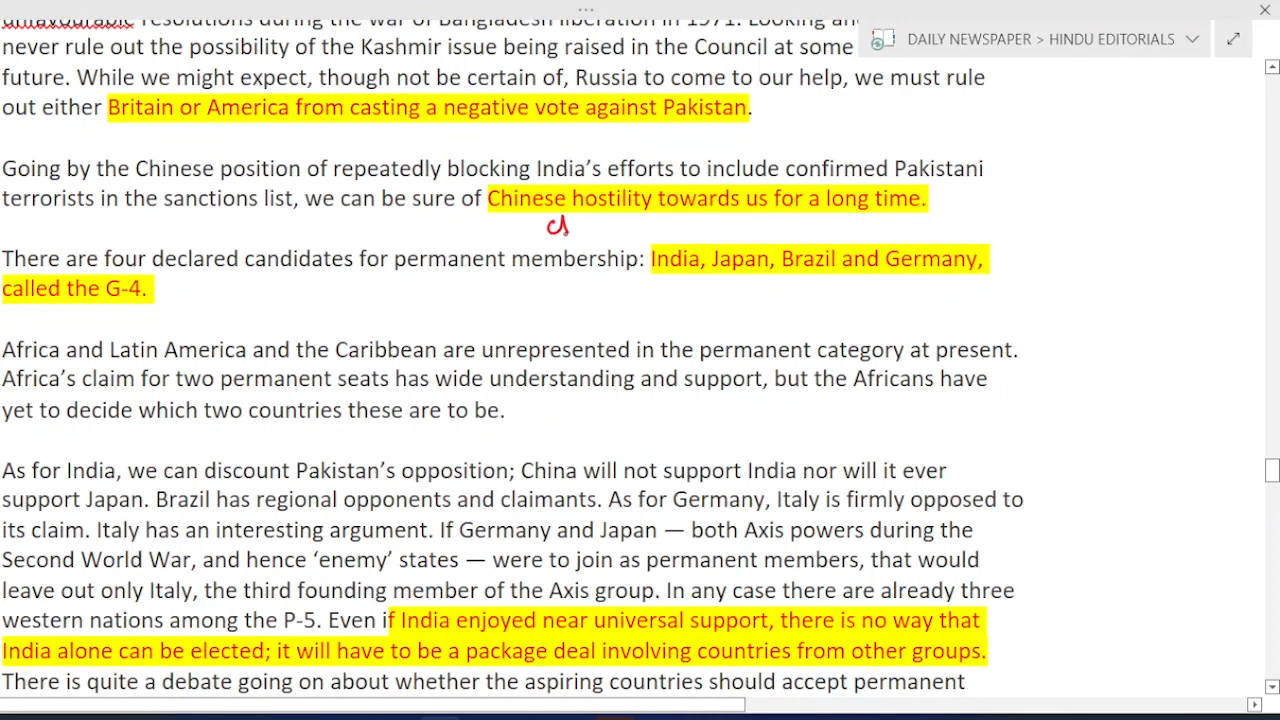 unfavourable resolutions during the war of Bangladesh liberation in 1971. Looking
never rule out the possibility of the Kashmir issue being raised in the Council at some
DAILY NEWSPAPER > HINDU EDITORIALS
future. While we might expect, though not be certain of, Russia to come to our help, we must rule
out either Britain or America from casting a negative vote against Pakistan.
Going by the Chinese position of repeatedly blocking India's efforts to include confirmed Pakistani
terrorists in the sanctions list, we can be sure of Chinese hostility towards us for a long time.
There are four declared candidates for permanent membership: India, Japan, Brazil and Germany,
called the G-4.
Africa and Latin America and the Caribbean are unrepresented in the permanent category at present.
Africa's claim for two permanent seats has wide understanding and support, but the Africans have
yet to decide which two countries these are to be.
As for India, we can discount Pakistan's opposition; China will not support India nor will it ever
support Japan. Brazil has regional opponents and claimants. As for Germany, Italy is firmly opposed to
its claim. Italy has an interesting argument. If Germany and Japan — both Axis powers during the
Second World War, and hence ‘enemy’ states — were to join as permanent members, that would
leave out only Italy, the third founding member of the Axis group. In any case there are already three
western nations among the P-5. Even if India enjoyed near universal support, there is no way that
India alone can be elected; it will have to be a package deal involving countries from other groups.
There is quite a debate going on about whether the aspiring countries should accept permanent